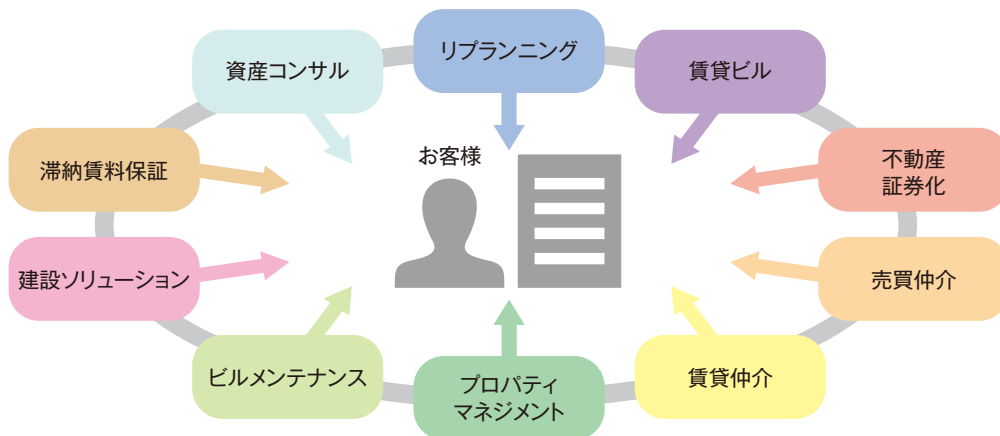 リプランニング
資産コンサル
賃貸ビル
お客様
滞納賃料保証
不動産
証券化
建設ソリューション
売買仲介
ビルメンテナンス
プロパティ
マネジメント
賃貸仲介